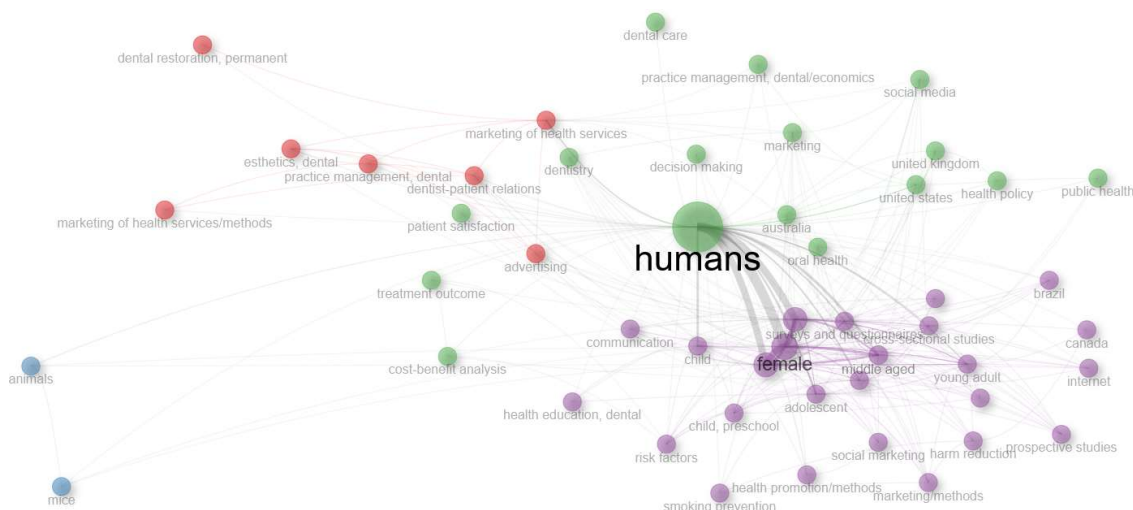 dental care
dental restoration, permanent
practice management, dental/economics
social media
marketing of health services
marketing
esthetics, dental
dentistry
decision making
united kingdom
practice management, dental
dentist-patient relations
united states
health policy
public health
marketing of health services/methods
patient satisfaction
australia
humans
oral health
advertising
treatment outcome
brazil
surveys and questionnaires
cross-sectional studies
communication
child
canada
female
middle aged
animals
cost-benefit analysis
young adult
internet
adolescent
health education, dental
child, preschool
prospective studies
risk factors
social marketing
harm reduction
health promotion/methods
marketing/methods
mice
smoking prevention